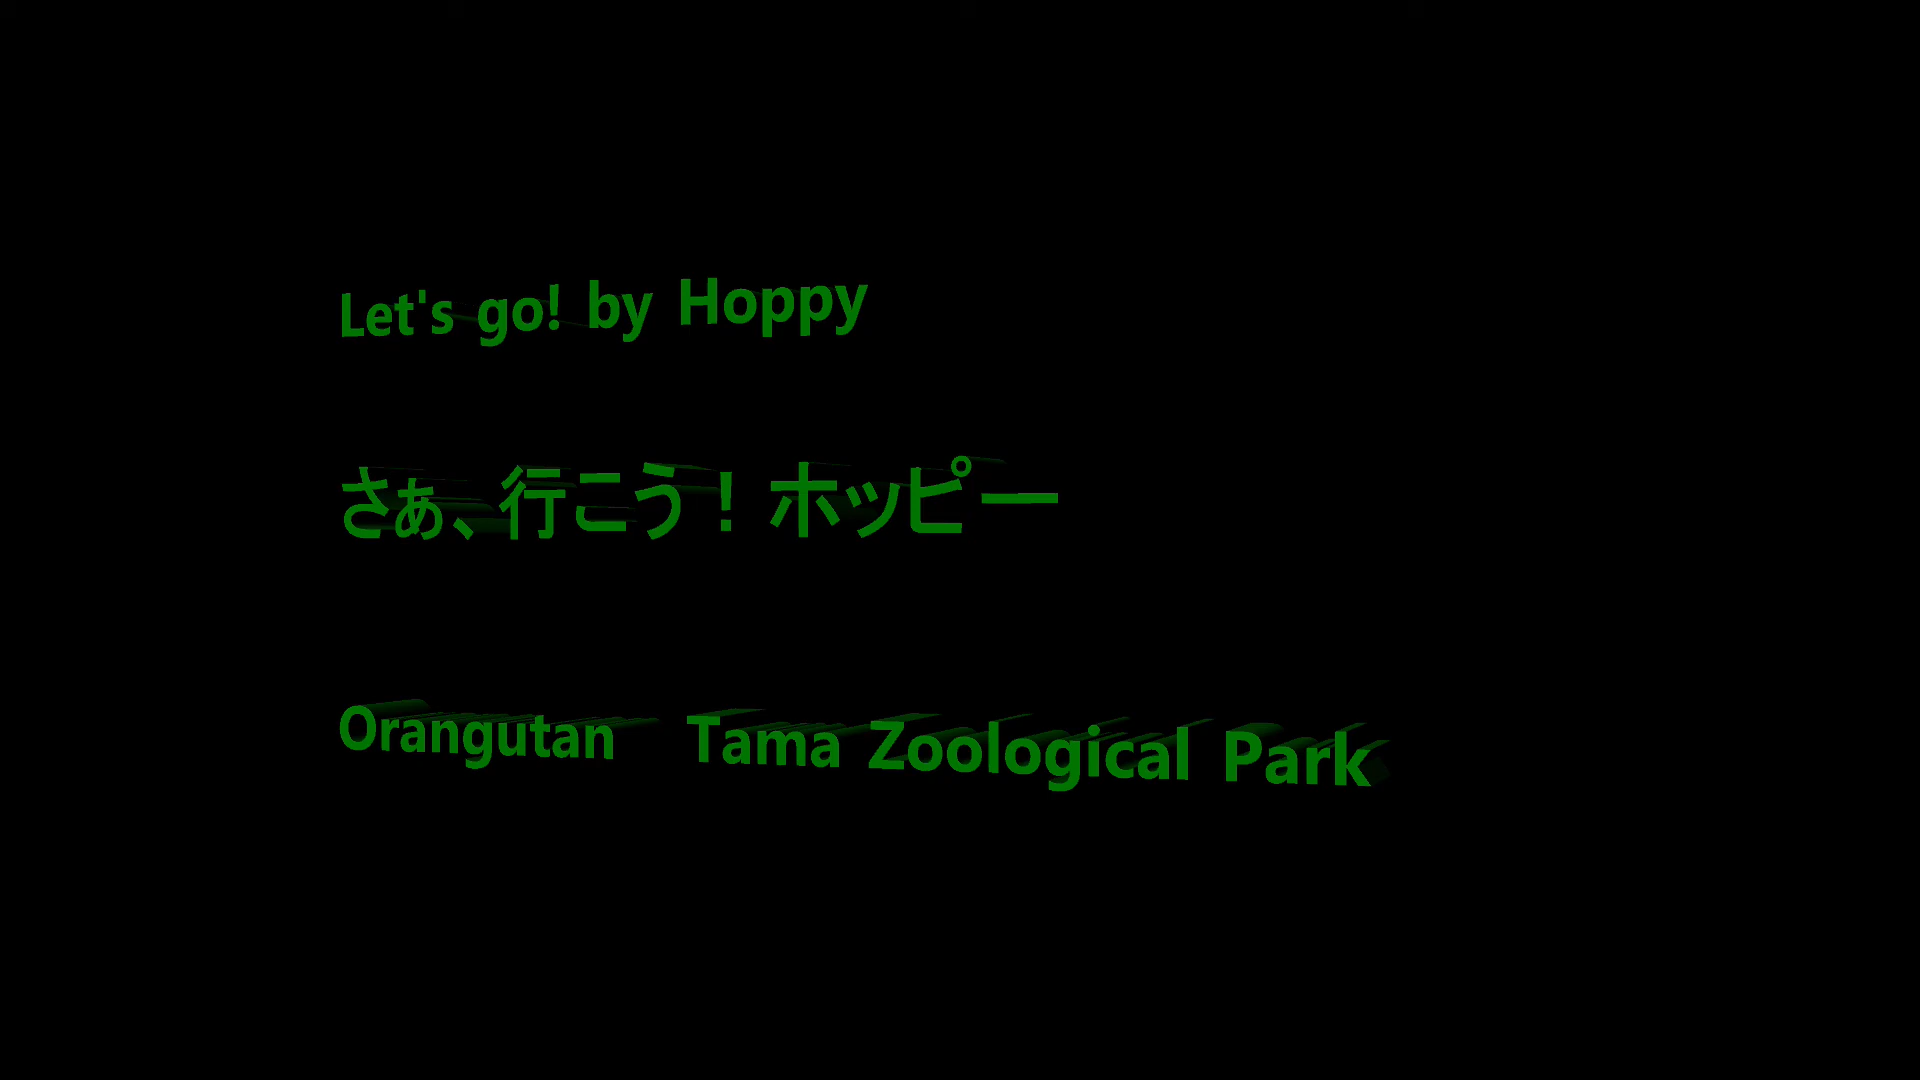 Let's go! by Hoppy
さぁ、行こう！ホッピー
Orangutan Tama Zoological Park